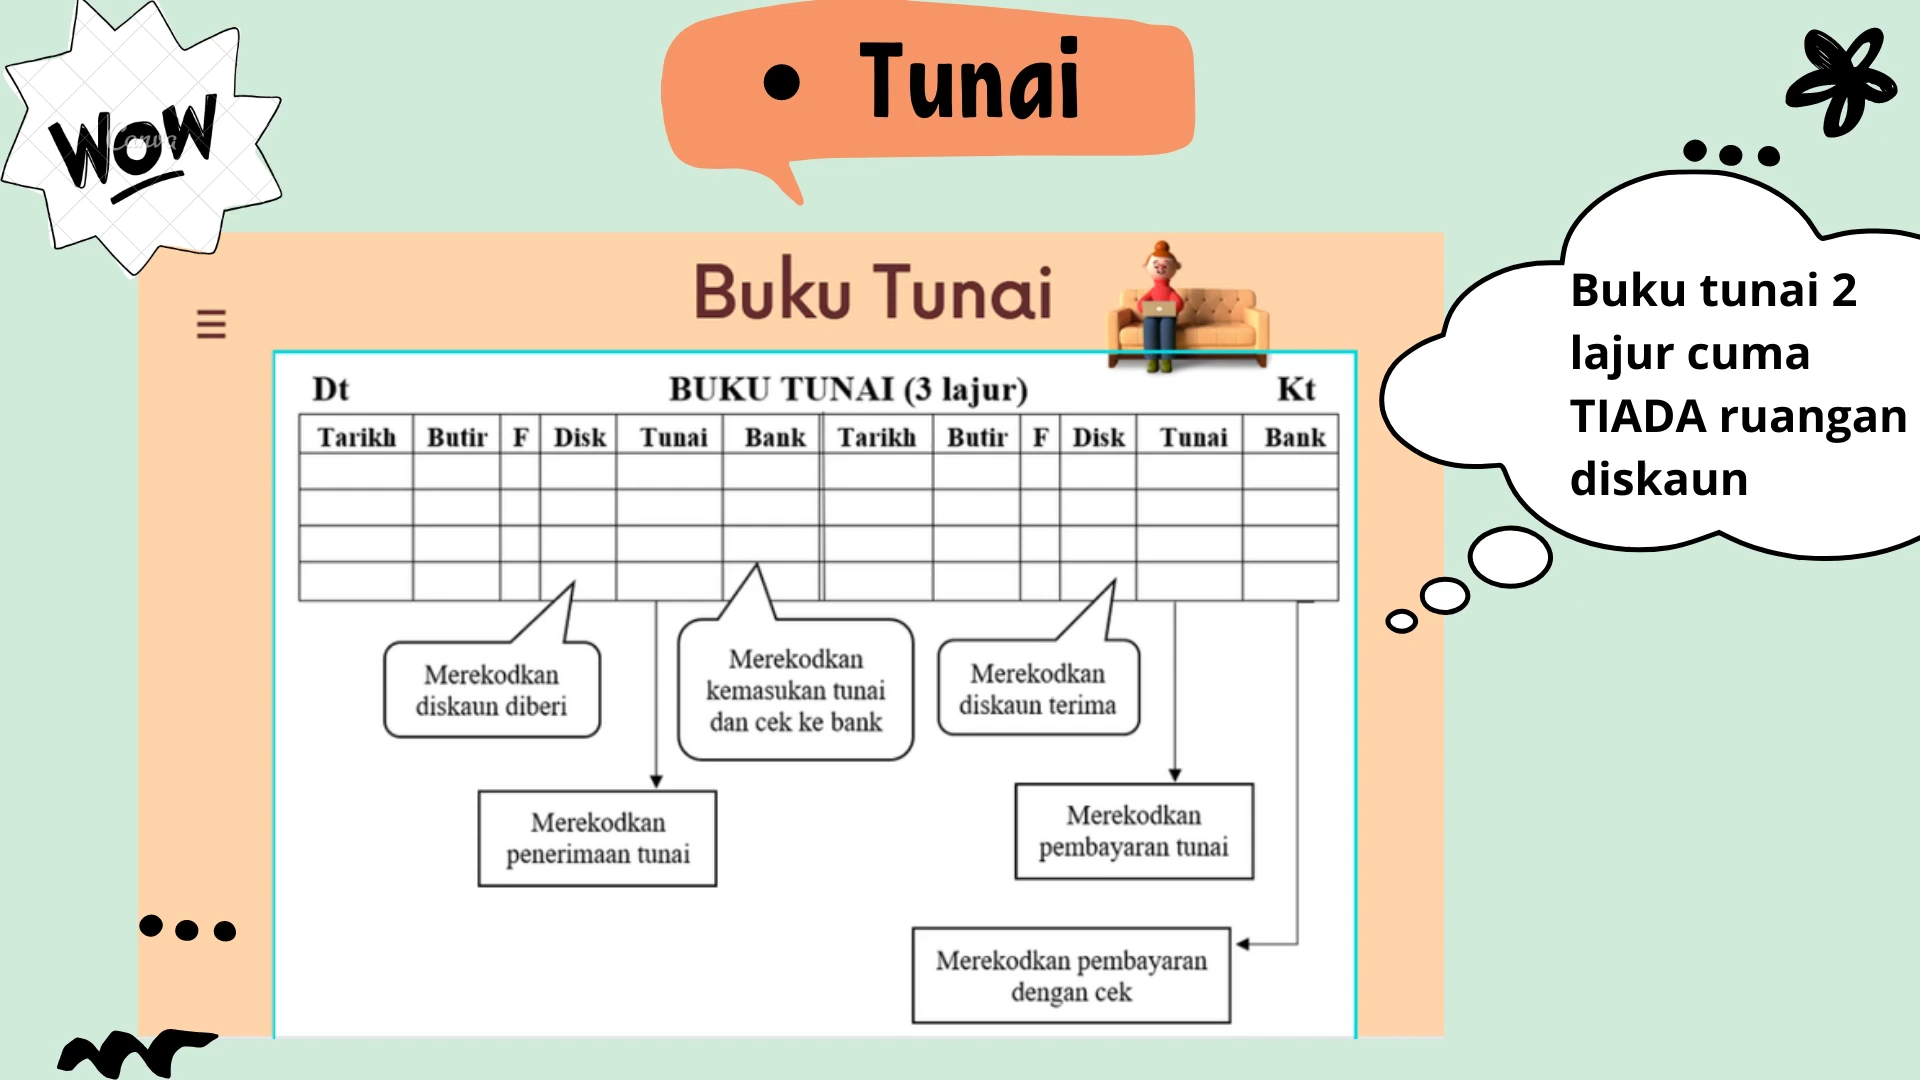 WOW
Canva
• Tunai
Buku Tunai
Dt BUKU TUNAI (3 lajur) Kt
Tarikh Butir F Disk Tunai Bank Tarikh Butir F Disk Tunai Bank
Merekodkan
diskaun diberi
Merekodkan
kemasukan tunai
dan cek ke bank
Merekodkan
diskaun terima
Merekodkan
penerimaan tunai
Merekodkan
pembayaran tunai
Merekodkan pembayaran
dengan cek
Buku tunai 2
lajur cuma
TIADA ruangan
diskaun